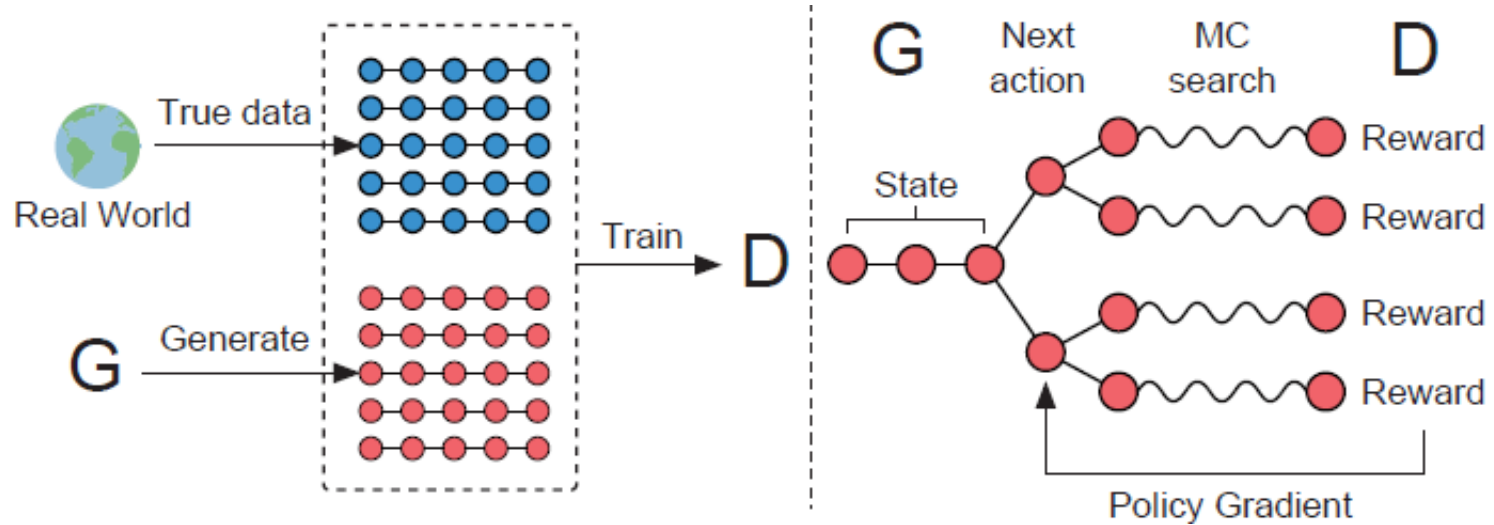 True data
Real World
G
Generate
Train
D
G
Next
action
MC
search
D
State
Reward
Reward
Reward
Reward
Policy Gradient